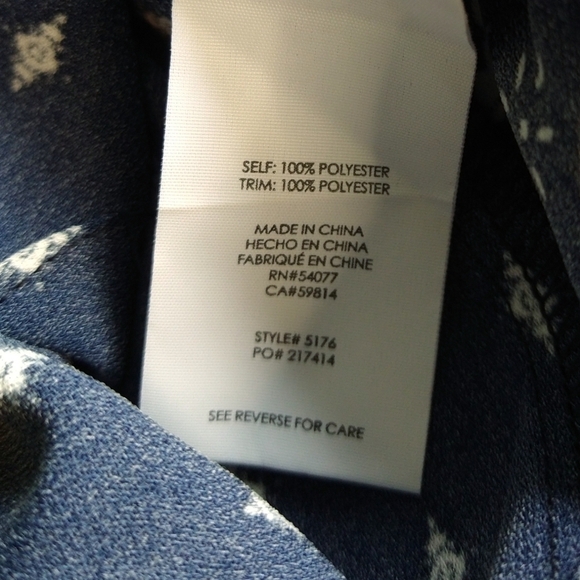 SELF: 100% POLYESTER
TRIM: 100% POLYESTER
MADE IN CHINA
HECHO EN CHINA
FABRIQUÉ EN CHINE
RN#54077
CA#59814
STYLE# 5176
PO# 217414
SEE REVERSE FOR CARE